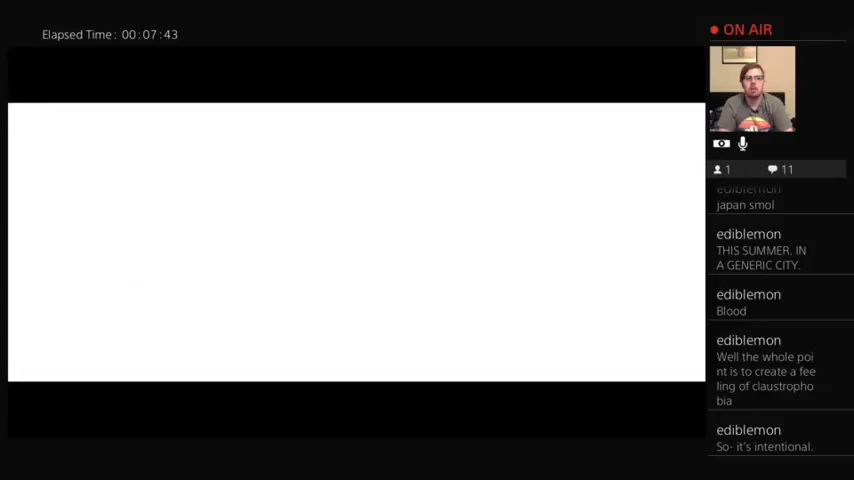 Elapsed Time: 00:07:43
ON AIR
1 11
ediblemon
japan smol
ediblemon
THIS SUMMER. IN
A GENERIC CITY.
ediblemon
Blood
ediblemon
Well the whole poi
nt is to create a fee
ling of claustropho
bia
ediblemon
So- it's intentional.